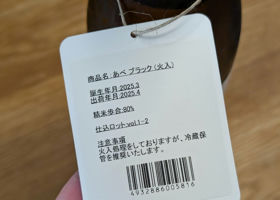 商品名:あべ ブラック(火入)
誕生年月:2025.3
出荷年月:2025.4
精米歩合:80%
仕込ロット:vol.1-2
注意事項
火入処理をしておりますが、冷蔵保
管を推奨いたします。
4932886005816